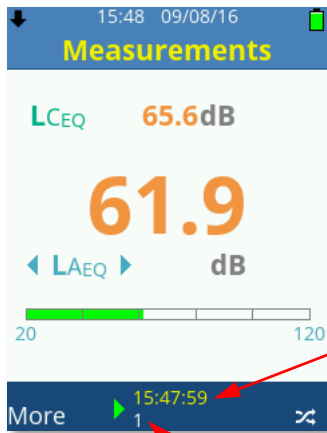 15:48 09/08/16
Measurements
LCEQ 65.6dB
61.9
LAEQ dB
20 120
15:47:59
More 1